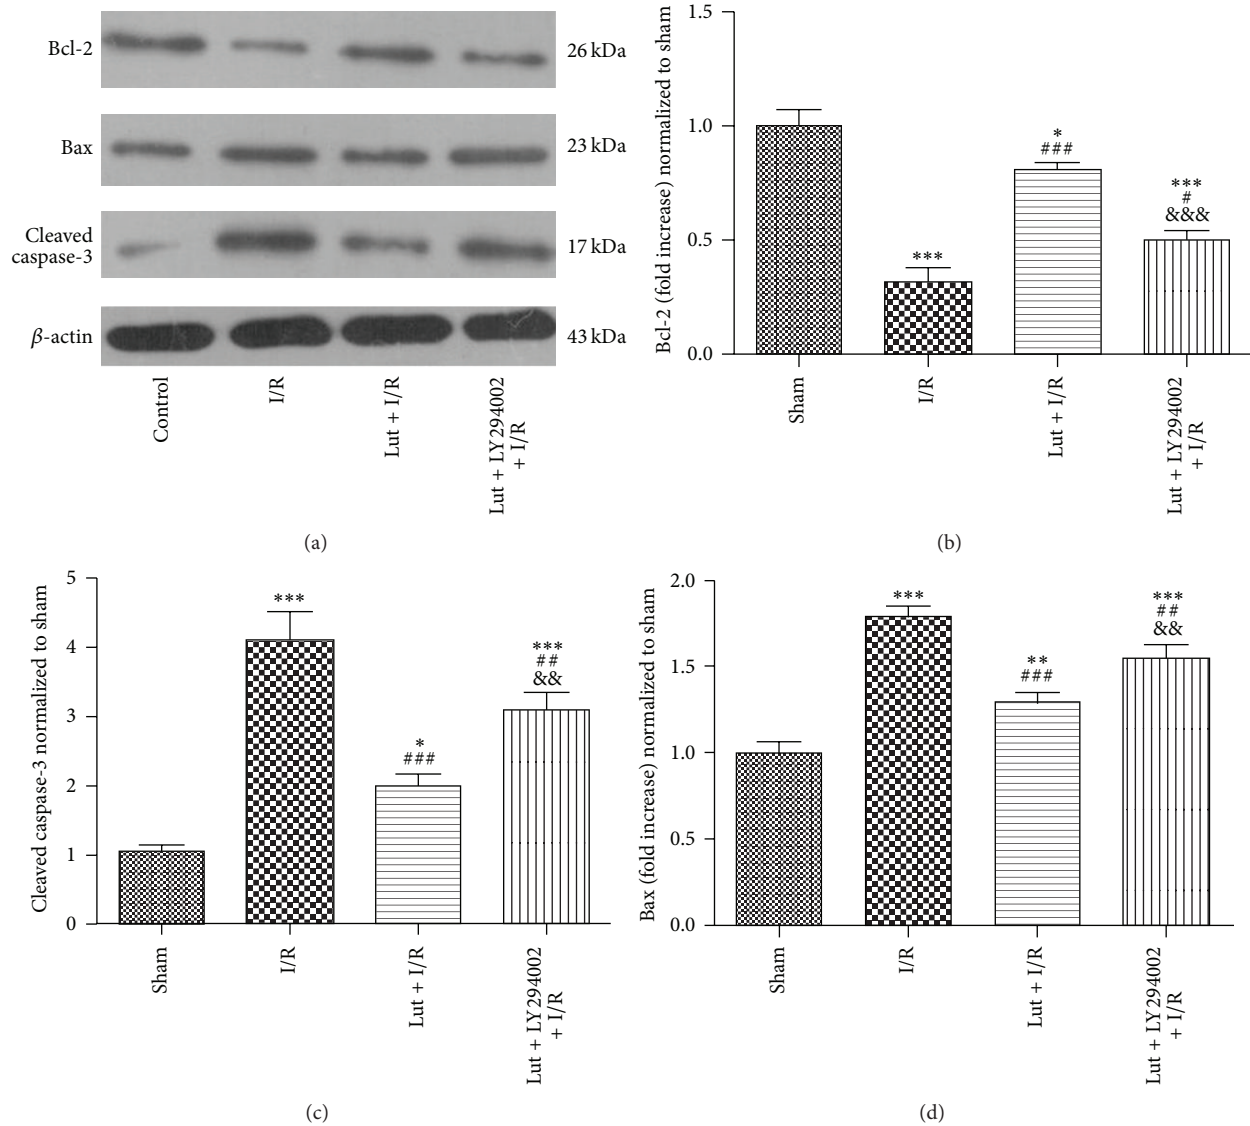 Bcl-2
26 kDa
Bax
23 kDa
Cleaved
caspase-3
17 kDa
β-actin
43 kDa
Control
I/R
Lut + I/R
Lut + LY294002
+ I/R
(a)
Bcl-2 (fold increase) normalized to sham
1.5
1.0
0.5
0.0
***
*
###
***
#
&&&
Sham
I/R
Lut + I/R
Lut + LY294002
+ I/R
(b)
Cleaved caspase-3 normalized to sham
5
4
3
2
1
0
***
*
###
***
##
&&
Sham
I/R
Lut + I/R
Lut + LY294002
+ I/R
(c)
Bax (fold increase) normalized to sham
2.0
1.5
1.0
0.5
0.0
***
**
###
***
##
&&
Sham
I/R
Lut + I/R
Lut + LY294002
+ I/R
(d)